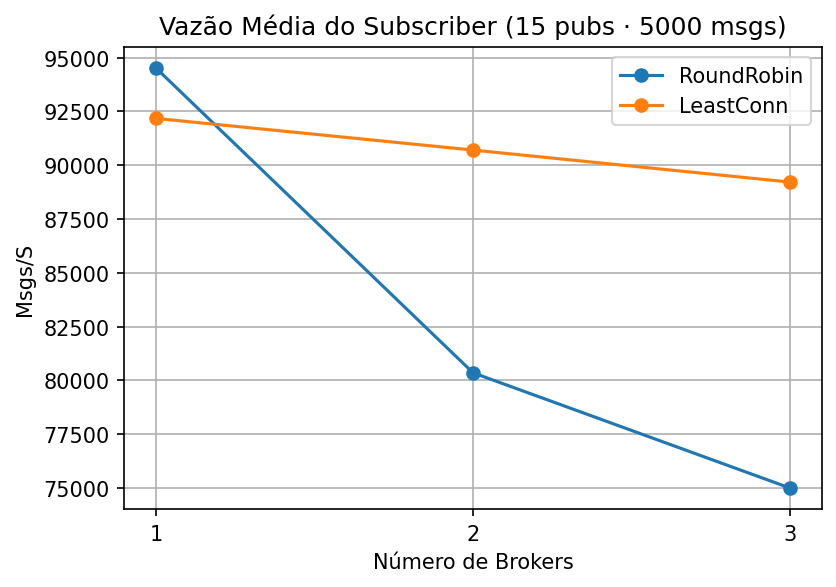 Vazão Média do Subscriber (15 pubs · 5000 msgs)
RoundRobin
LeastConn
95000
92500
90000
87500
85000
82500
80000
77500
75000
Msgs/S
1
2
3
Número de Brokers